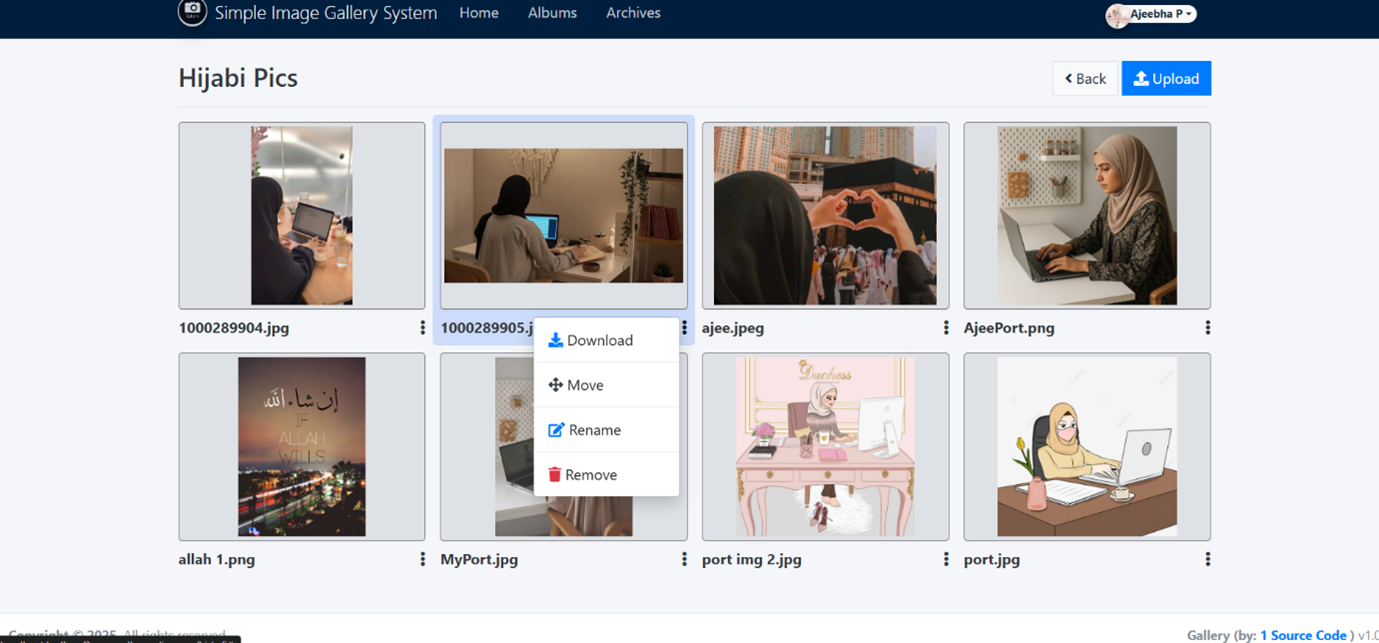 Simple Image Gallery System Home Albums Archives Ajeebha P
Hijabi Pics
Back Upload
1000289904.jpg 1000289905.j ajee.jpeg AjeePort.png
Download
Move
Rename
Remove
إن شاء الله
IF
ALLAH
WILLS
Duchess
allah 1.png MyPort.jpg port img 2.jpg port.jpg
Copyright © 2025. All rights reserved.
Gallery (by: 1 Source Code ) v1.0